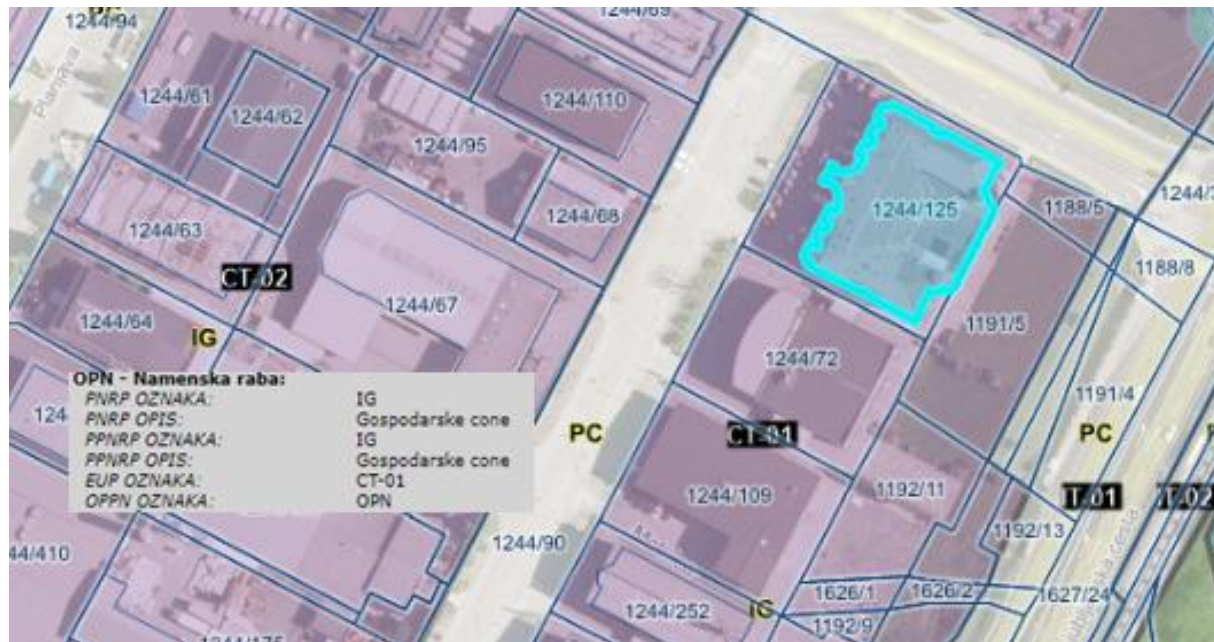 1244/94
1244/69
Planjava
1244/61
1244/62
1244/110
1244/95
1244/125
1188/5
1244/68
1244/63
1188/8
CT-02
1244/67
1244/64
IG
1191/5
1244/72
OPN - Namenska raba:
PNRP OZNAKA: IG
PNRP OPIS: Gospodarske cone
PPNRP OZNAKA: IG
PPNRP OPIS: Gospodarske cone
EUP OZNAKA: CT-01
OPPN OZNAKA: OPN
1191/4
PC
CT-01
PC
1244/109
1192/11
T-01
T-02
1192/13
44/410
1244/90
1626/1
1626/2
1627/24
1244/252
IG
1192/9
1244/175